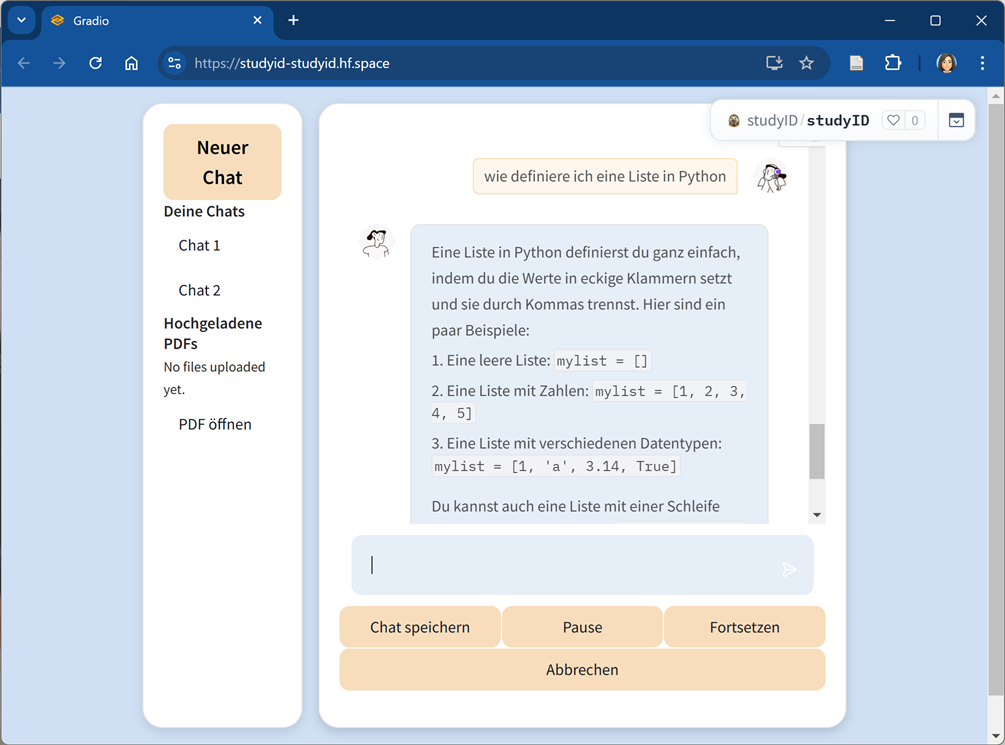 Gradio
https://studyid-studyid.hf.space
studyID/studyID
0
Neuer
Chat
Deine Chats
Chat 1
Chat 2
Hochgeladene
PDFs
No files uploaded
yet.
PDF öffnen
wie definiere ich eine Liste in Python
Eine Liste in Python definierst du ganz einfach,
indem du die Werte in eckige Klammern setzt
und sie durch Kommas trennst. Hier sind ein
paar Beispiele:
1. Eine leere Liste: mylist = []
2. Eine Liste mit Zahlen: mylist = [1, 2, 3,
4, 5]
3. Eine Liste mit verschiedenen Datentypen:
mylist = [1, 'a', 3.14, True]
Du kannst auch eine Liste mit einer Schleife
Chat speichern
Pause
Fortsetzen
Abbrechen